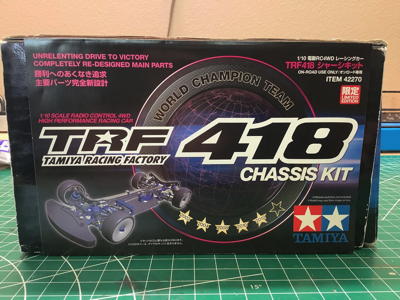 UNRELENTING DRIVE TO VICTORY
COMPLETELY RE-DESIGNED MAIN PARTS
勝利へのあくなき追求
主要パーツ完全新設計
1/10 電動RC4WD レーシングカー
TRF418 シャーシキット
ON-ROAD USE ONLY/オンロード専用
ITEM 42270
限定
LIMITED EDITION
WORLD CHAMPION TEAM
1/10 SCALE RADIO CONTROL 4WD
HIGH PERFORMANCE RACING CAR
TRF 418
TAMIYA RACING FACTORY
CHASSIS KIT
TAMIYA
15"